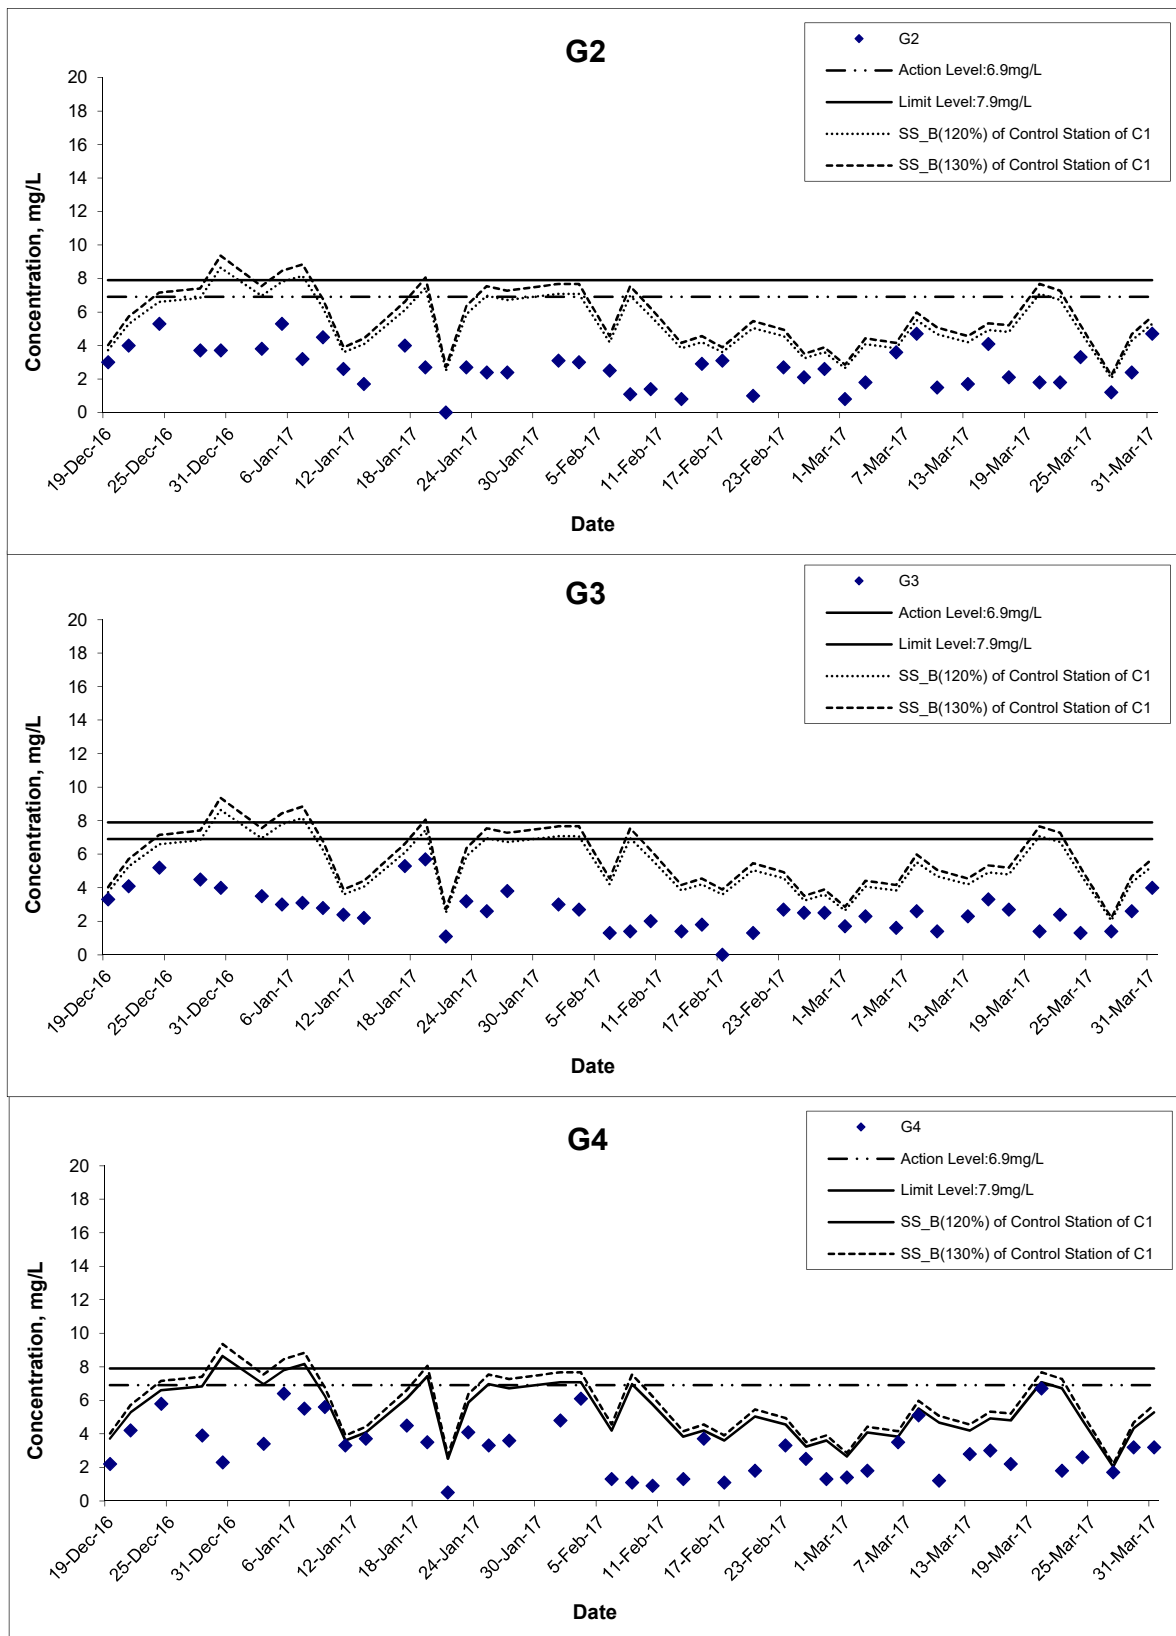 G2
G2
Action Level:6.9mg/L
Limit Level:7.9mg/L
SS_B(120%) of Control Station of C1
SS_B(130%) of Control Station of C1
Concentration, mg/L
20
18
16
14
12
10
8
6
4
2
0
19-Dec-16
25-Dec-16
31-Dec-16
6-Jan-17
12-Jan-17
18-Jan-17
24-Jan-17
30-Jan-17
5-Feb-17
11-Feb-17
17-Feb-17
23-Feb-17
1-Mar-17
7-Mar-17
13-Mar-17
19-Mar-17
25-Mar-17
31-Mar-17
Date
G3
G3
Action Level:6.9mg/L
Limit Level:7.9mg/L
SS_B(120%) of Control Station of C1
SS_B(130%) of Control Station of C1
Concentration, mg/L
20
18
16
14
12
10
8
6
4
2
0
19-Dec-16
25-Dec-16
31-Dec-16
6-Jan-17
12-Jan-17
18-Jan-17
24-Jan-17
30-Jan-17
5-Feb-17
11-Feb-17
17-Feb-17
23-Feb-17
1-Mar-17
7-Mar-17
13-Mar-17
19-Mar-17
25-Mar-17
31-Mar-17
Date
G4
G4
Action Level:6.9mg/L
Limit Level:7.9mg/L
SS_B(120%) of Control Station of C1
SS_B(130%) of Control Station of C1
Concentration, mg/L
20
18
16
14
12
10
8
6
4
2
0
19-Dec-16
25-Dec-16
31-Dec-16
6-Jan-17
12-Jan-17
18-Jan-17
24-Jan-17
30-Jan-17
5-Feb-17
11-Feb-17
17-Feb-17
23-Feb-17
1-Mar-17
7-Mar-17
13-Mar-17
19-Mar-17
25-Mar-17
31-Mar-17
Date